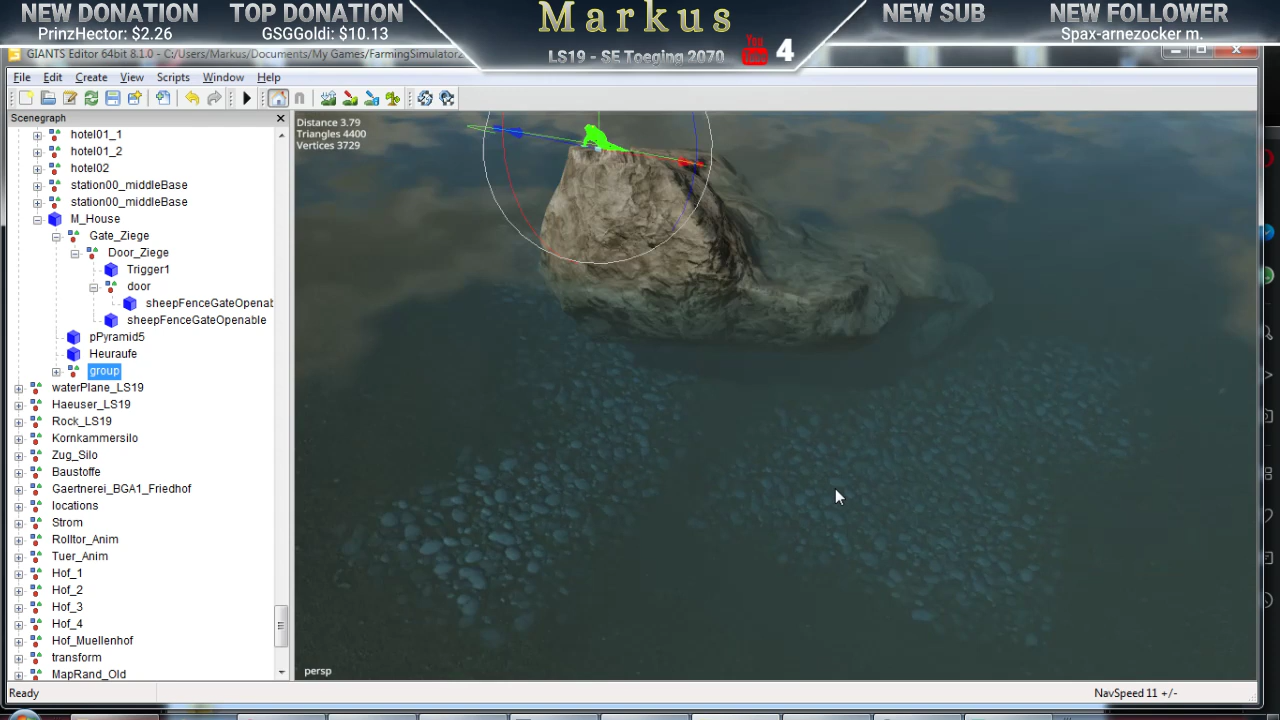 NEW DONATION
PrinzHector: $2.26
TOP DONATION
GSGGoldi: $10.13
Markus
LS19 - SE Toeging 2070
You
4
NEW SUB
NEW FOLLOWER
Spax-arnezocker m.
GIANTS Editor 64bit 8.1.0 - C:/Users/Markus/Documents/My Games/FarmingSimulator
File Edit Create View Scripts Window Help
Scenegraph
hotel01_1
hotel01_2
hotel02
station00_middleBase
station00_middleBase
M_House
Gate_Ziege
Door_Ziege
Trigger1
door
sheepFenceGateOpenab
sheepFenceGateOpenable
pPyramid5
Heuraufe
group
waterPlane_LS19
Haeuser_LS19
Rock_LS19
Kornkammersilo
Zug_Silo
Baustoffe
Gaertnerei_BGA1_Friedhof
locations
Strom
Rolltor_Anim
Tuer_Anim
Hof_1
Hof_2
Hof_3
Hof_4
Hof_Muellenhof
transform
MapRand_Old
Distance 3.79
Triangles 4400
Vertices 3729
persp
Ready
NavSpeed 11 +/-